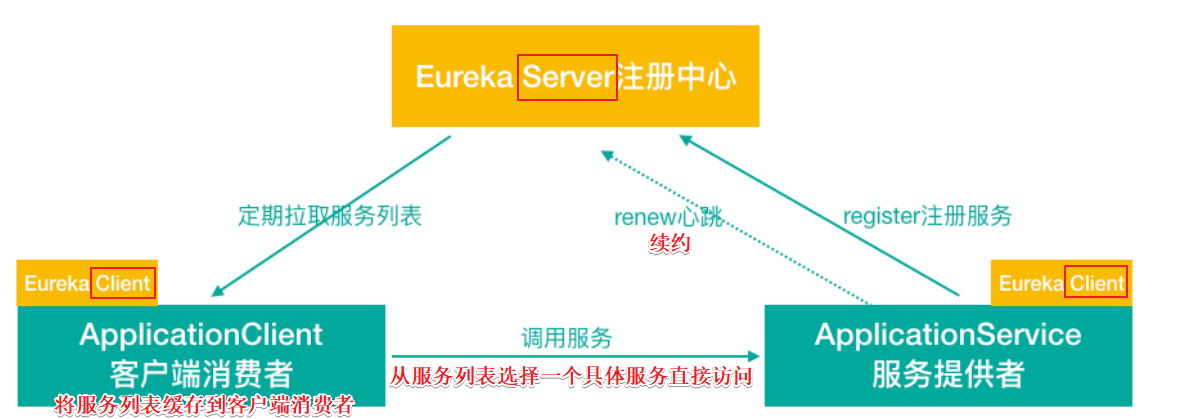 Eureka Server注册中心
定期拉取服务列表
renew心跳
续约
register注册服务
Eureka Client
ApplicationClient
客户端消费者
将服务列表缓存到客户端消费者
调用服务
从服务列表选择一个具体服务直接访问
Eureka Client
ApplicationService
服务提供者